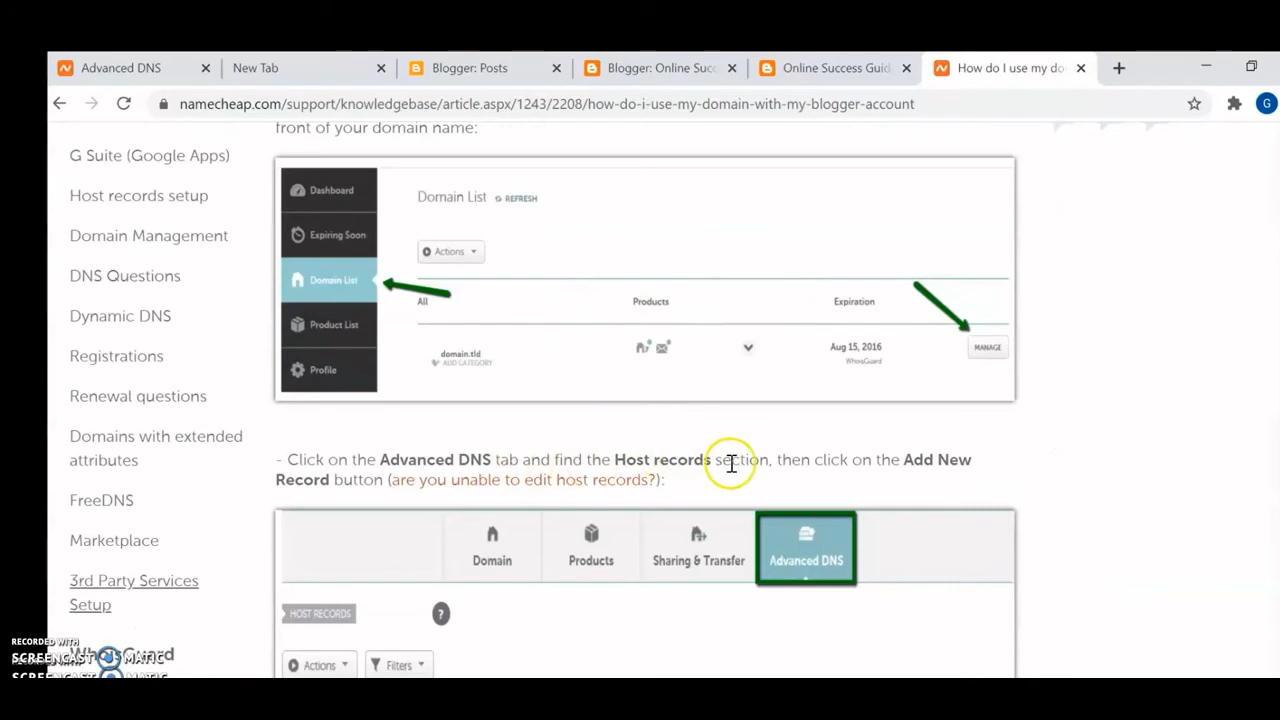 Advanced DNS
New Tab
Blogger: Posts
Blogger: Online Succ
Online Success Guid
How do I use my do
namecheap.com/support/knowledgebase/article.aspx/1243/2208/how-do-i-use-my-domain-with-my-blogger-account
G
front of your domain name:
G Suite (Google Apps)
Host records setup
Domain Management
DNS Questions
Dynamic DNS
Registrations
Renewal questions
Domains with extended
attributes
FreeDNS
Marketplace
3rd Party Services
Setup
WhoisGuard
Dashboard
Expiring Soon
Domain List
Product List
Profile
Domain List REFRESH
Actions
All Products Expiration
domain.tld
ADD CATEGORY
Aug 15, 2016
WhoisGuard
MANAGE
- Click on the Advanced DNS tab and find the Host records section, then click on the Add New
Record button (are you unable to edit host records?):
Domain Products Sharing & Transfer Advanced DNS
HOST RECORDS ?
Actions Filters
RECORDED WITH
SCREENCAST MATIC